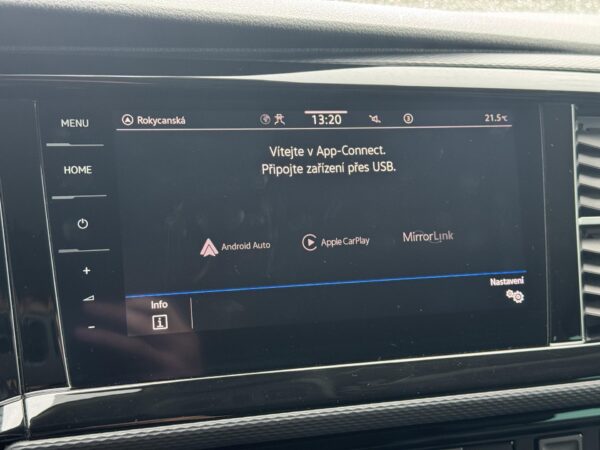 MENU
HOME
Rokycanská
13:20
3
21.5°C
Vítejte v App-Connect.
Připojte zařízení přes USB.
Android Auto
Apple CarPlay
MirrorLink
Info
i
Nastavení
+
-